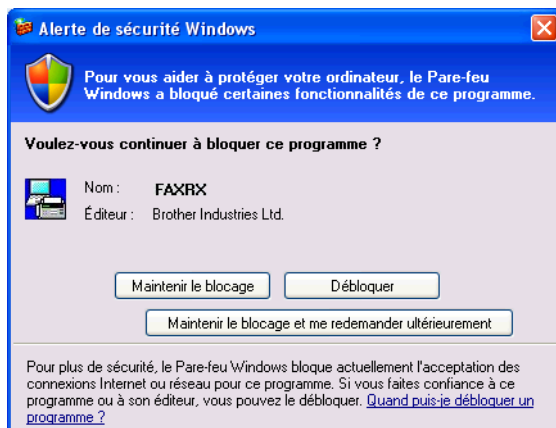 Alerte de sécurité Windows
Pour vous aider à protéger votre ordinateur, le Pare-feu
Windows a bloqué certaines fonctionnalités de ce programme.
Voulez-vous continuer à bloquer ce programme ?
Nom : FAXRX
Éditeur : Brother Industries Ltd.
Maintenir le blocage Débloquer
Maintenir le blocage et me redemander ultérieurement
Pour plus de sécurité, le Pare-feu Windows bloque actuellement l'acceptation des
connexions Internet ou réseau pour ce programme. Si vous faites confiance à ce
programme ou à son éditeur, vous pouvez le débloquer. Quand puis-je débloquer un
programme ?